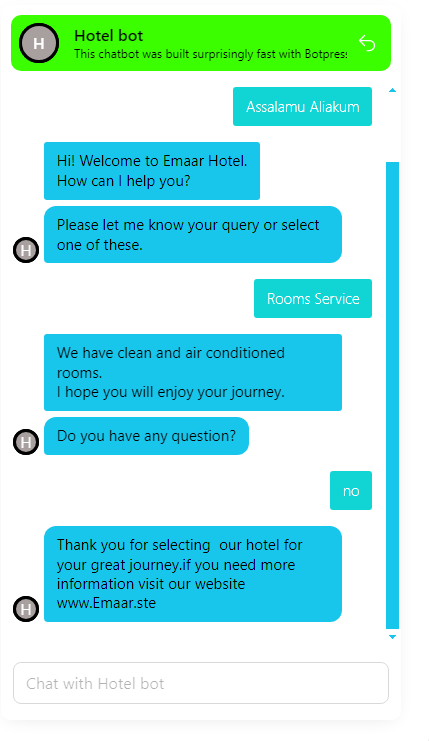 H
Hotel bot
This chatbot was built surprisingly fast with Botpress
Assalamu Aliakum
Hi! Welcome to Emaar Hotel.
How can I help you?
Please let me know your query or select
one of these.
H
Rooms Service
We have clean and air conditioned
rooms.
I hope you will enjoy your journey.
Do you have any question?
H
no
Thank you for selecting  our hotel for
your great journey.if you need more
information visit our website
www.Emaar.ste
H
Chat with Hotel bot